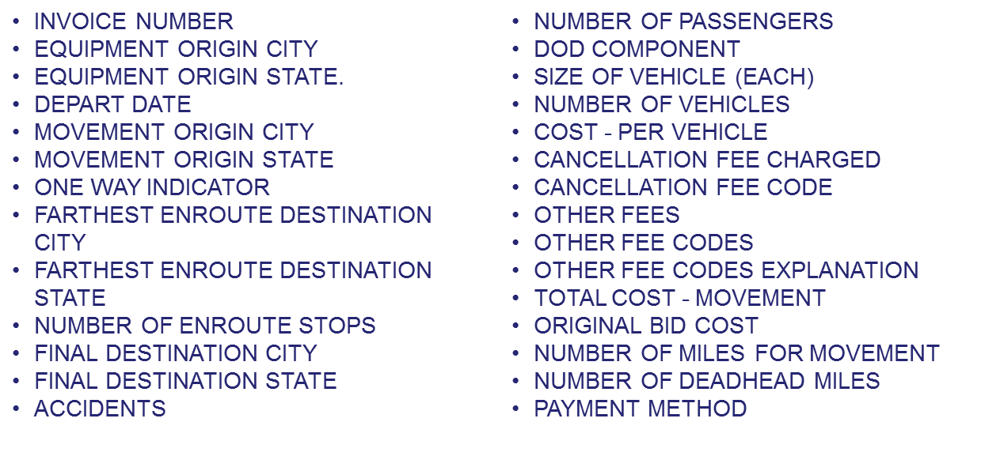 • INVOICE NUMBER
• EQUIPMENT ORIGIN CITY
• EQUIPMENT ORIGIN STATE.
• DEPART DATE
• MOVEMENT ORIGIN CITY
• MOVEMENT ORIGIN STATE
• ONE WAY INDICATOR
• FARTHEST ENROUTE DESTINATION
CITY
• FARTHEST ENROUTE DESTINATION
STATE
• NUMBER OF ENROUTE STOPS
• FINAL DESTINATION CITY
• FINAL DESTINATION STATE
• ACCIDENTS
• NUMBER OF PASSENGERS
• DOD COMPONENT
• SIZE OF VEHICLE (EACH)
• NUMBER OF VEHICLES
• COST - PER VEHICLE
• CANCELLATION FEE CHARGED
• CANCELLATION FEE CODE
• OTHER FEES
• OTHER FEE CODES
• OTHER FEE CODES EXPLANATION
• TOTAL COST - MOVEMENT
• ORIGINAL BID COST
• NUMBER OF MILES FOR MOVEMENT
• NUMBER OF DEADHEAD MILES
• PAYMENT METHOD